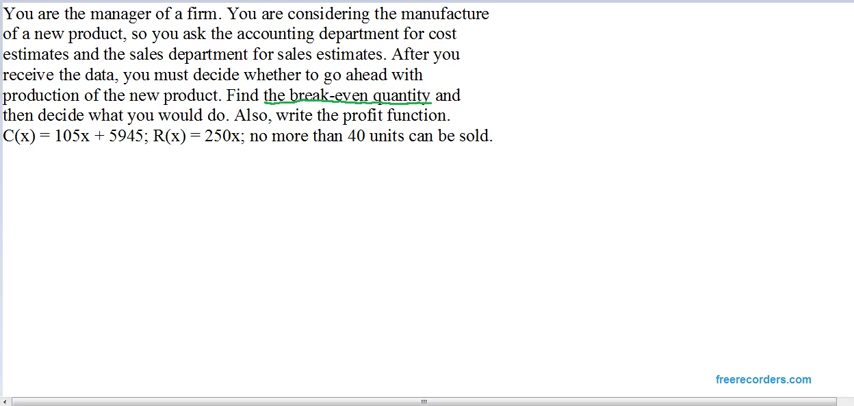 You are the manager of a firm. You are considering the manufacture
of a new product, so you ask the accounting department for cost
estimates and the sales department for sales estimates. After you
receive the data, you must decide whether to go ahead with
production of the new product. Find the break-even quantity and
then decide what you would do. Also, write the profit function.
C(x) = 105x + 5945; R(x) = 250x; no more than 40 units can be sold.
freerecorders.com